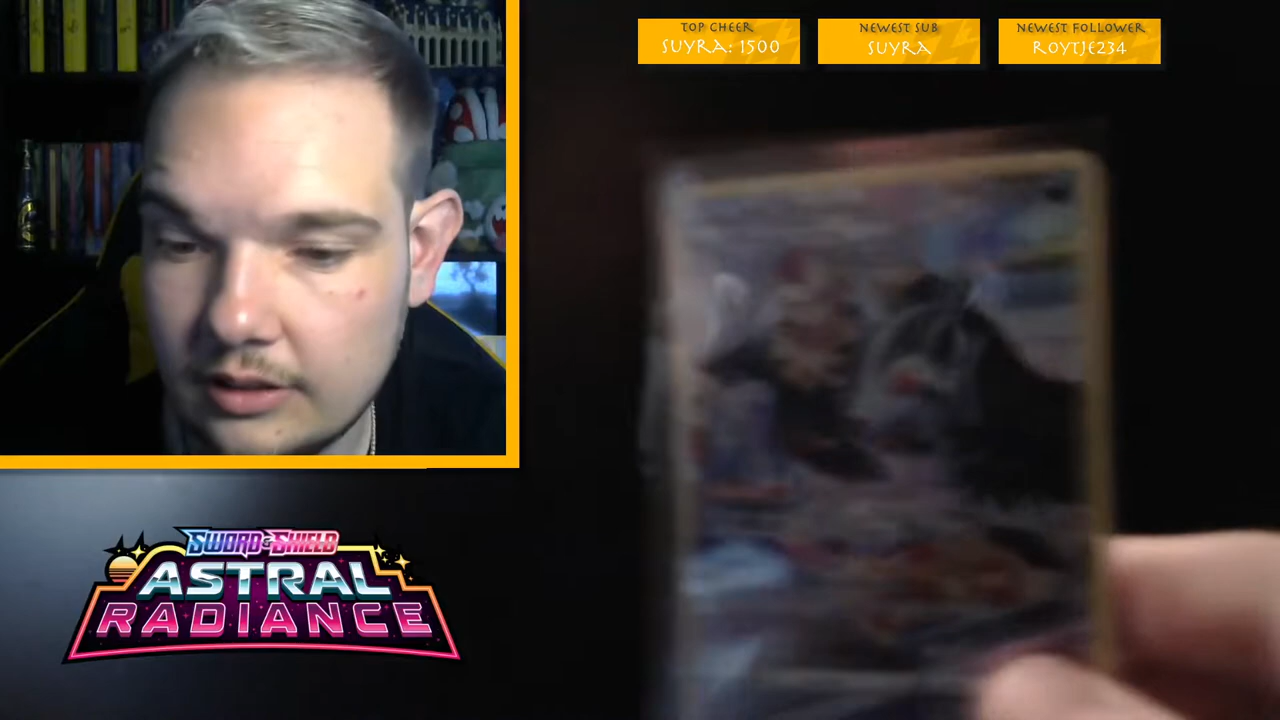 TOP CHEER
SUYRA: 1500
NEWEST SUB
SUYRA
NEWEST FOLLOWER
ROYTJE234
SWORD & SHIELD
ASTRAL
RADIANCE